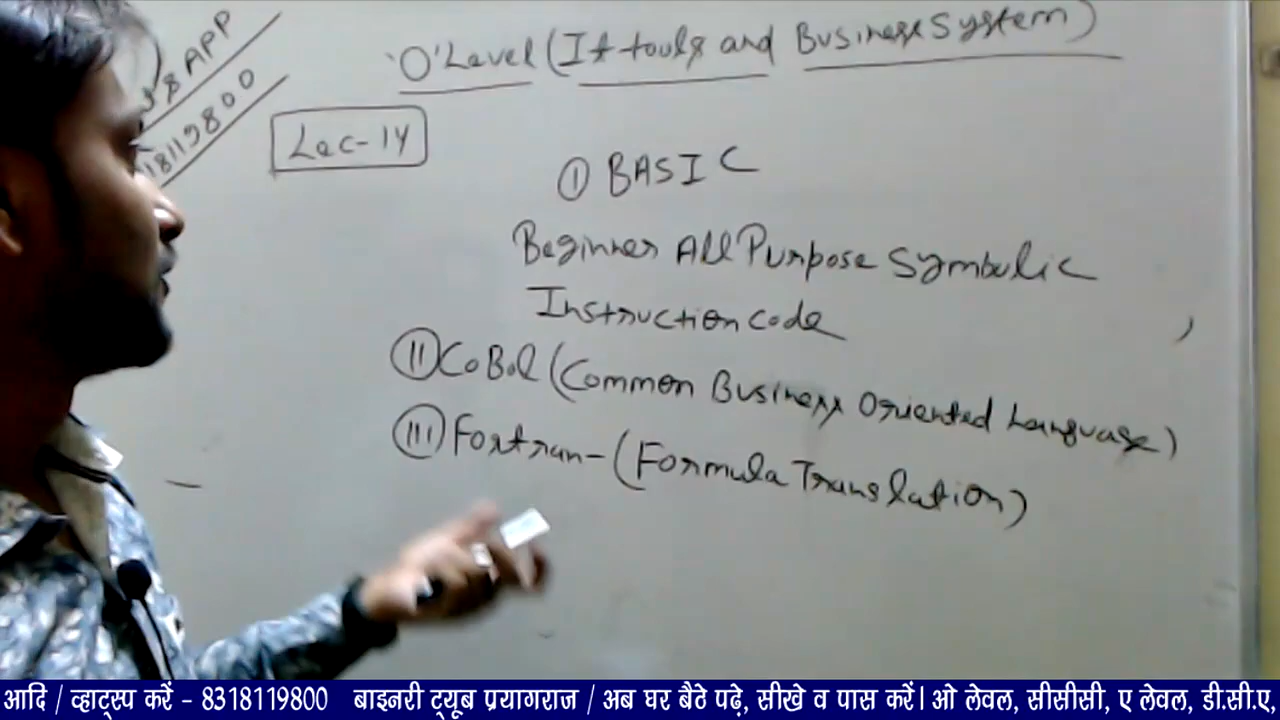 'O'Level (It tools and Business System)
APP
18119800
Lec-14
① BASIC
Beginner All Purpose Symbolic
Instruction code
(II) CoBol (Common Business Oriented Language)
(III) Fortran - (Formula Translation)
आदि / व्हाट्स्प करें - 8318119800 बाइनरी ट्यूब प्रयागराज / अब घर बैठे पढ़े, सीखे व पास करें। ओ लेवल, सीसीसी, ए लेवल, डी.सी.ए,